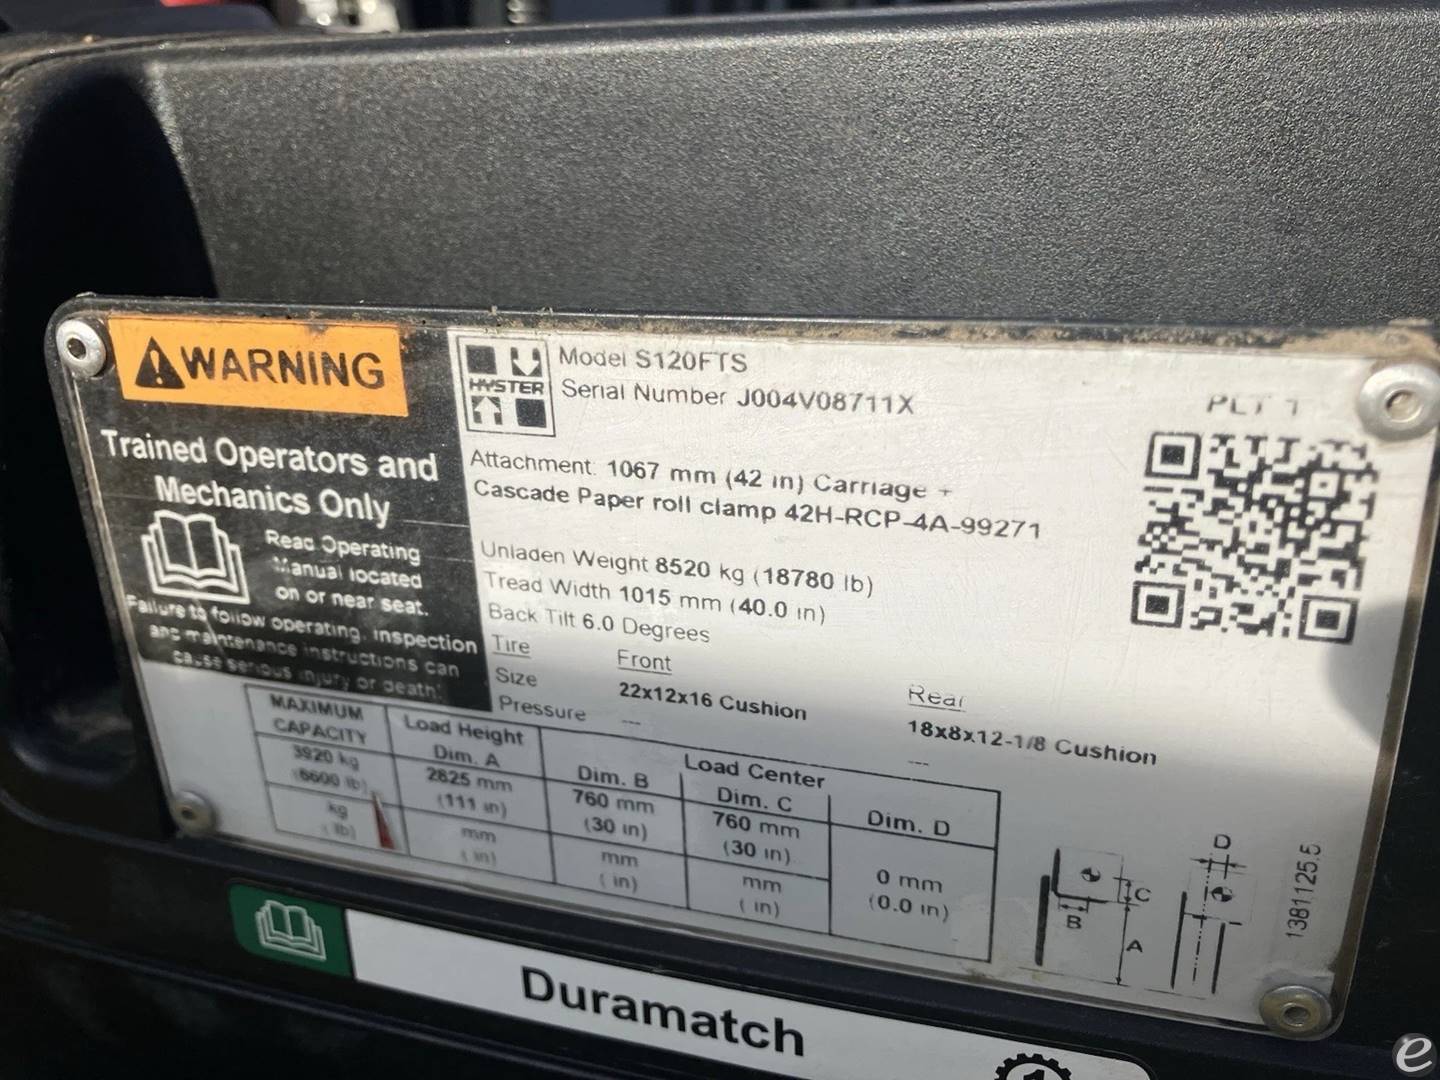 WARNING
Trained Operators and
Mechanics Only
Read Operating
Manual located
on or near seat.
Failure to follow operating, inspection
and maintenance instructions can
cause serious injury or death!
HYSTER
Model S120FTS
Serial Number J004V08711X
PLT 1
Attachment: 1067 mm (42 in) Carriage +
Cascade Paper roll clamp 42H-RCP-4A-99271
Unladen Weight 8520 kg (18780 lb)
Tread Width 1015 mm (40.0 in)
Back Tilt 6.0 Degrees
Tire Front Rear
Size 22x12x16 Cushion 18x8x12-1/8 Cushion
Pressure --- ---
MAXIMUM
CAPACITY
Load Height
Dim. A
Load Center
Dim. B Dim. C Dim. D
2825 mm 760 mm 760 mm 0 mm
(6600 lb) (111 in) (30 in) (30 in) (0.0 in)
kg mm mm mm
(lb) (in) (in) (in)
D
C
B
A
1381125.5
Duramatch
1
e